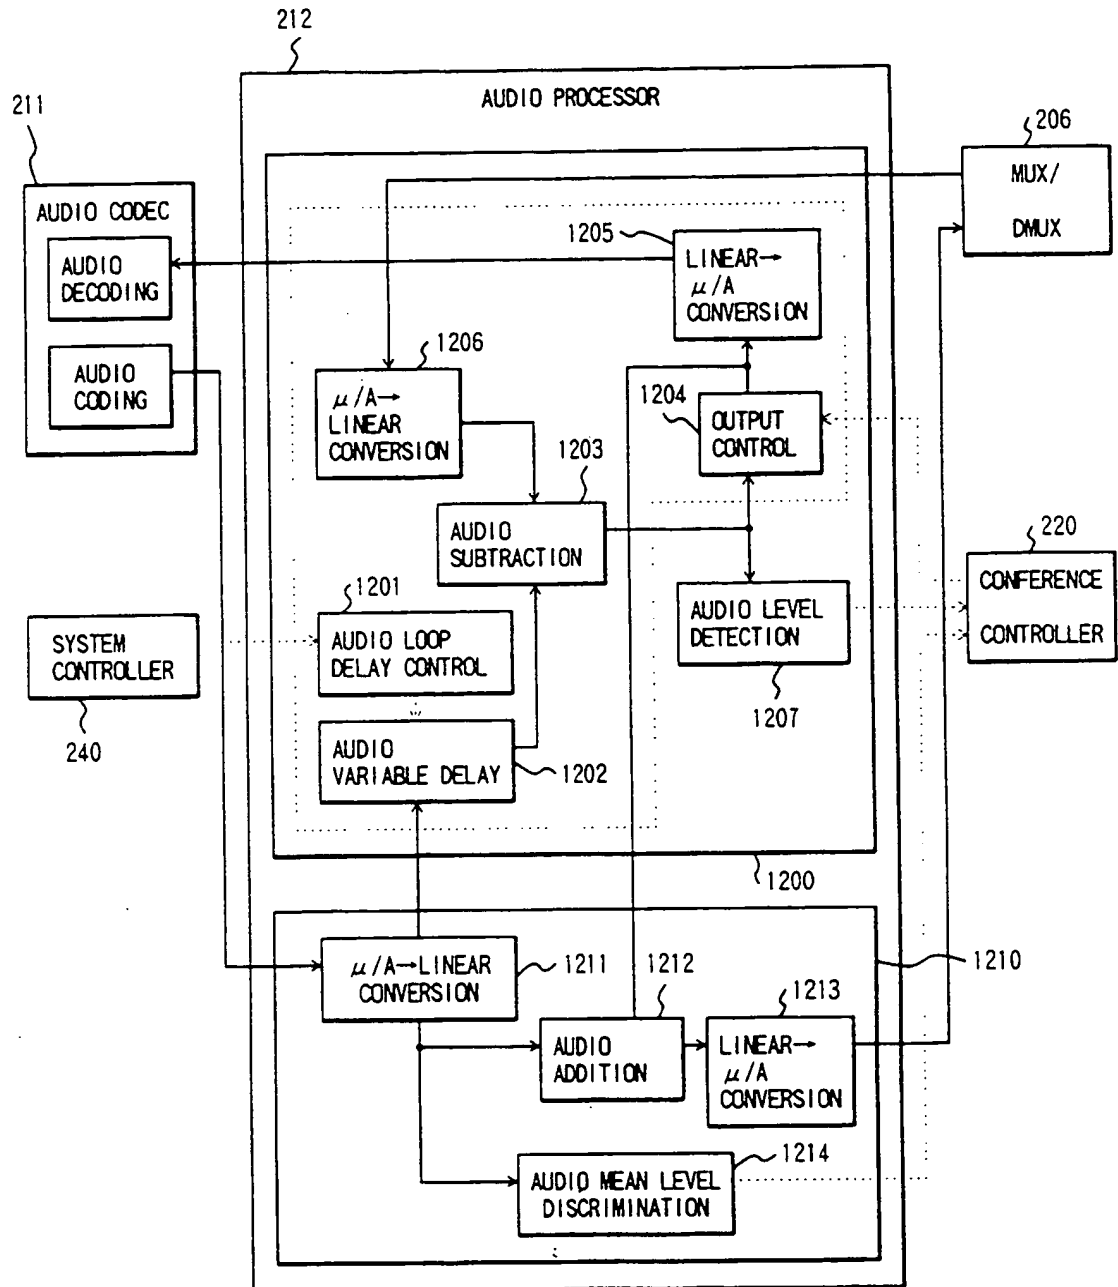 212
AUDIO PROCESSOR
211
206
MUX/
DMUX
AUDIO CODEC
AUDIO
DECODING
AUDIO
CODING
1205
LINEAR→
μ/A
CONVERSION
1206
μ/A→
LINEAR
CONVERSION
1204
OUTPUT
CONTROL
1203
AUDIO
SUBTRACTION
220
CONFERENCE
CONTROLLER
1201
AUDIO LOOP
DELAY CONTROL
AUDIO LEVEL
DETECTION
1207
SYSTEM
CONTROLLER
240
AUDIO
VARIABLE DELAY
1202
1200
μ/A→LINEAR
CONVERSION
1211
1212
1213
1210
AUDIO
ADDITION
LINEAR→
μ/A
CONVERSION
1214
AUDIO MEAN LEVEL
DISCRIMINATION